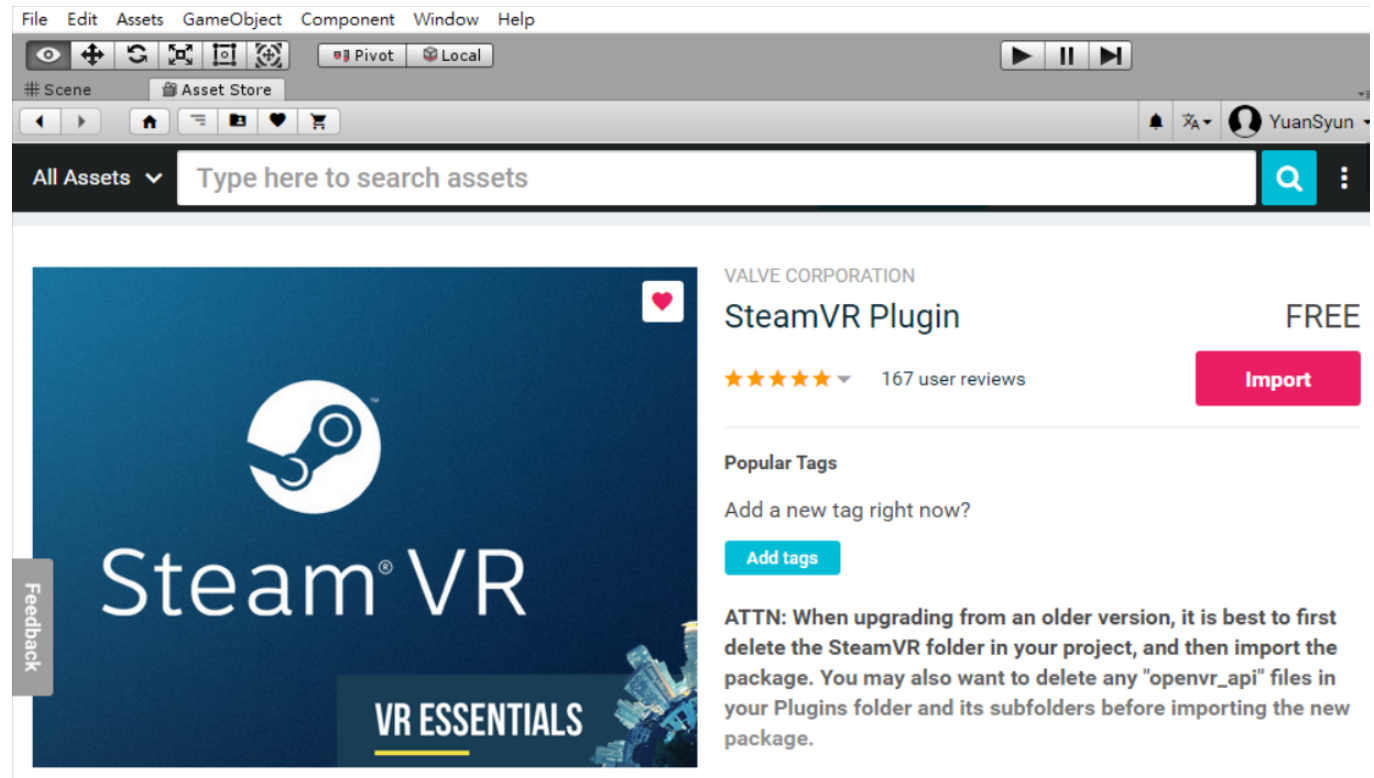 File Edit Assets GameObject Component Window Help
Pivot Local
Scene Asset Store
YuanSyun
All Assets Type here to search assets
VALVE CORPORATION
SteamVR Plugin FREE
167 user reviews Import
Popular Tags
Add a new tag right now?
Add tags
ATTN: When upgrading from an older version, it is best to first
delete the SteamVR folder in your project, and then import the
package. You may also want to delete any "openvr_api" files in
your Plugins folder and its subfolders before importing the new
package.
Steam® VR
™
VR ESSENTIALS
Feedback